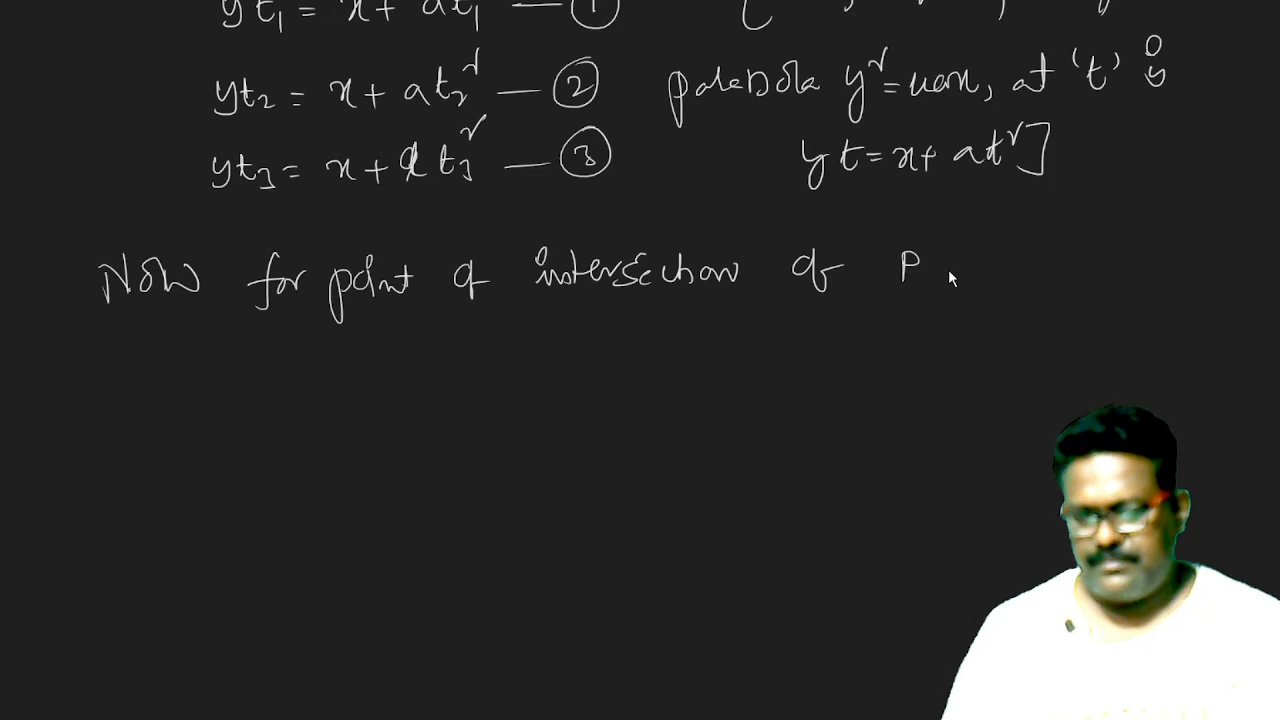 yt₁ = x + at₁ — ①
yt₂ = x + at₂² — ② parabola y² = 4ax, at 't' is
yt₃ = x + at₃² — ③ yt = x + at²]
Now for point of intersection of P